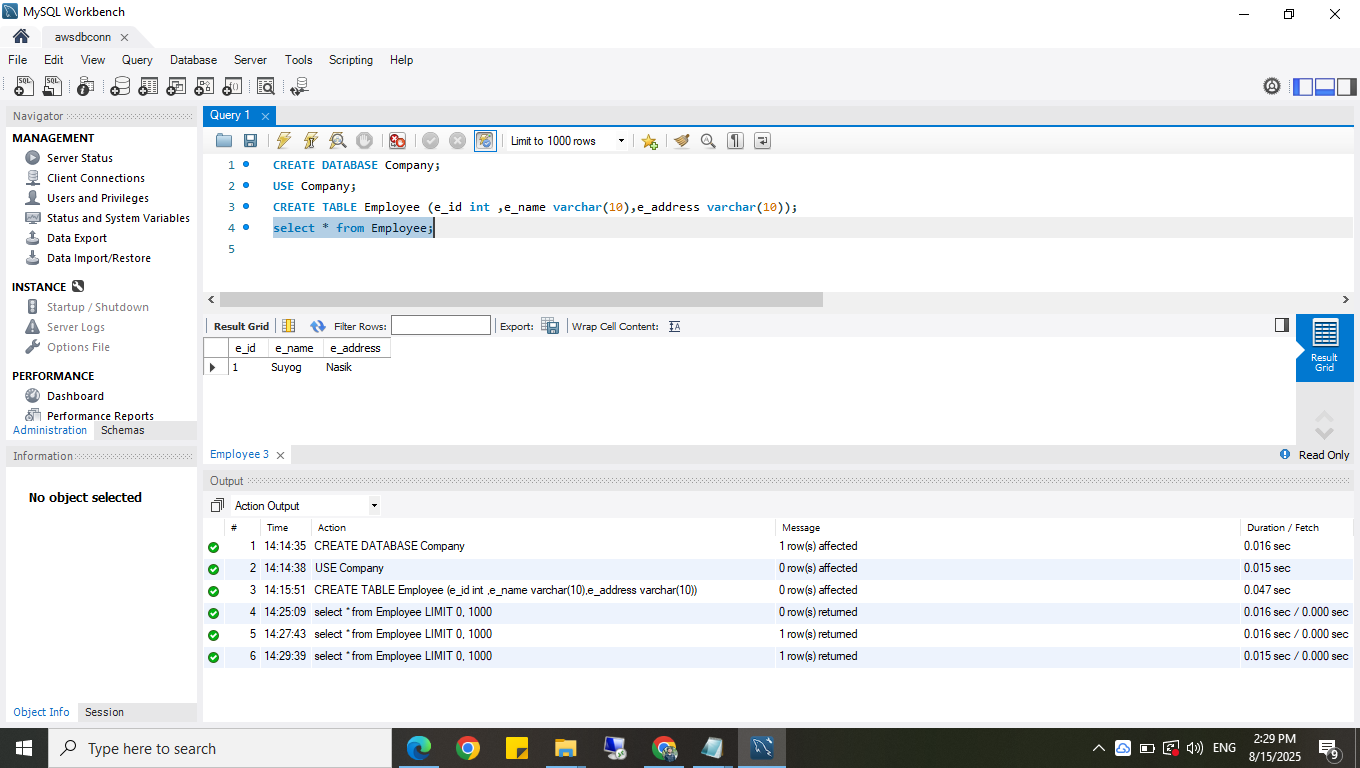 MySQL Workbench
awsdbconn
File Edit View Query Database Server Tools Scripting Help
Navigator
MANAGEMENT
Server Status
Client Connections
Users and Privileges
Status and System Variables
Data Export
Data Import/Restore
INSTANCE
Startup / Shutdown
Server Logs
Options File
PERFORMANCE
Dashboard
Performance Reports
Administration Schemas
Information
No object selected
Object Info Session
Query 1
Limit to 1000 rows
1 CREATE DATABASE Company;
2 USE Company;
3 CREATE TABLE Employee (e_id int ,e_name varchar(10),e_address varchar(10));
4 select * from Employee;
5
Result Grid Filter Rows: Export: Wrap Cell Content:
e_id e_name e_address
1 Suyog Nasik
Result
Grid
Employee 3 Read Only
Output
Action Output
# Time Action Message Duration / Fetch
1 14:14:35 CREATE DATABASE Company 1 row(s) affected 0.016 sec
2 14:14:38 USE Company 0 row(s) affected 0.015 sec
3 14:15:51 CREATE TABLE Employee (e_id int ,e_name varchar(10),e_address varchar(10)) 0 row(s) affected 0.047 sec
4 14:25:09 select * from Employee LIMIT 0, 1000 0 row(s) returned 0.016 sec / 0.000 sec
5 14:27:43 select * from Employee LIMIT 0, 1000 1 row(s) returned 0.016 sec / 0.000 sec
6 14:29:39 select * from Employee LIMIT 0, 1000 1 row(s) returned 0.015 sec / 0.000 sec
Type here to search
ENG
2:29 PM
8/15/2025
9